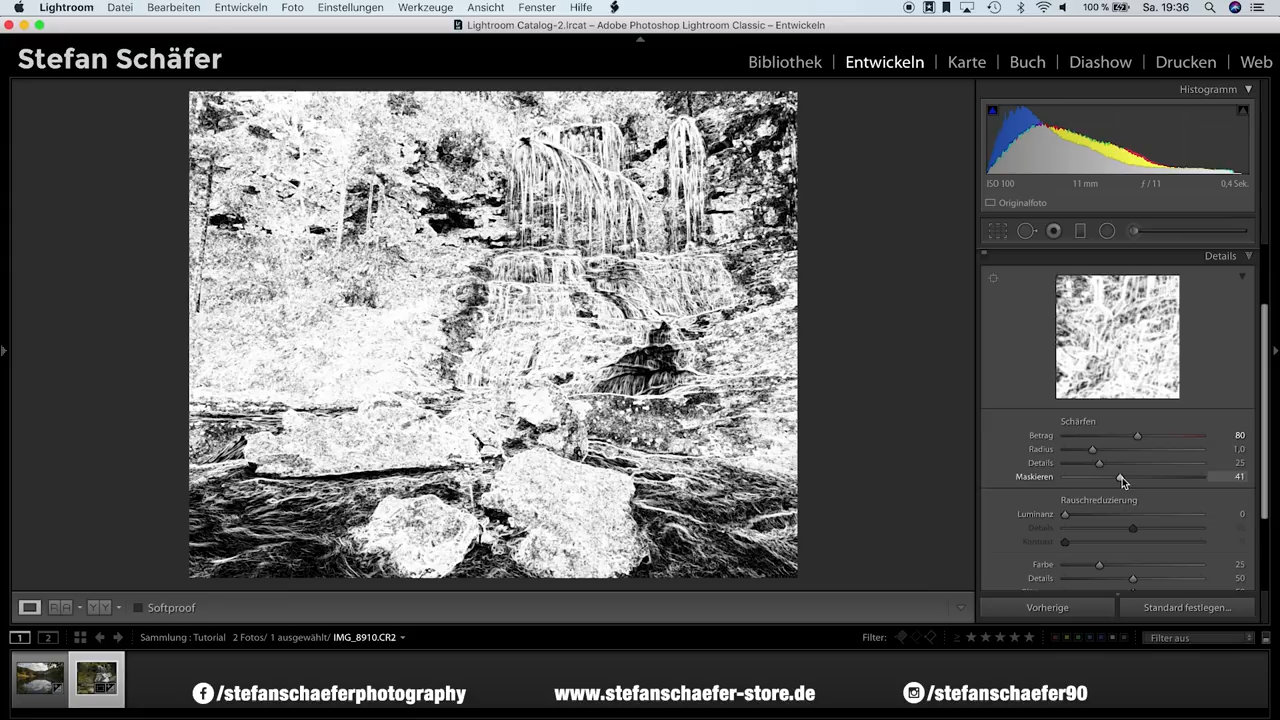 Lightroom Datei Bearbeiten Entwickeln Foto Einstellungen Werkzeuge Ansicht Fenster Hilfe 100 % Sa. 19:36
Lightroom Catalog-2.lrcat – Adobe Photoshop Lightroom Classic – Entwickeln
Stefan Schäfer
Bibliothek | Entwickeln | Karte | Buch | Diashow | Drucken | Web
Histogramm
ISO 100 11 mm ƒ / 11 0,4 Sek.
Originalfoto
Details
Schärfen
Betrag 80
Radius 1,0
Details 25
Maskieren 41
Rauschreduzierung
Luminanz 0
Details
Kontrast
Farbe 25
Details 50
Softproof
Vorherige Standard festlegen...
1 2 Sammlung : Tutorial 2 Fotos/ 1 ausgewählt/ IMG_8910.CR2 Filter: Filter aus
/stefanschaeferphotography www.stefanschaefer-store.de /stefanschaefer90